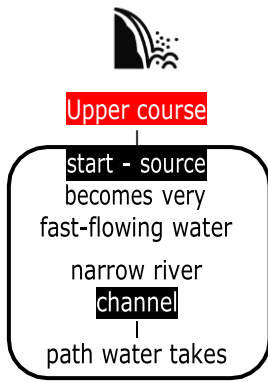 Upper course
start - source
becomes very
fast-flowing water
narrow river
channel
path water takes